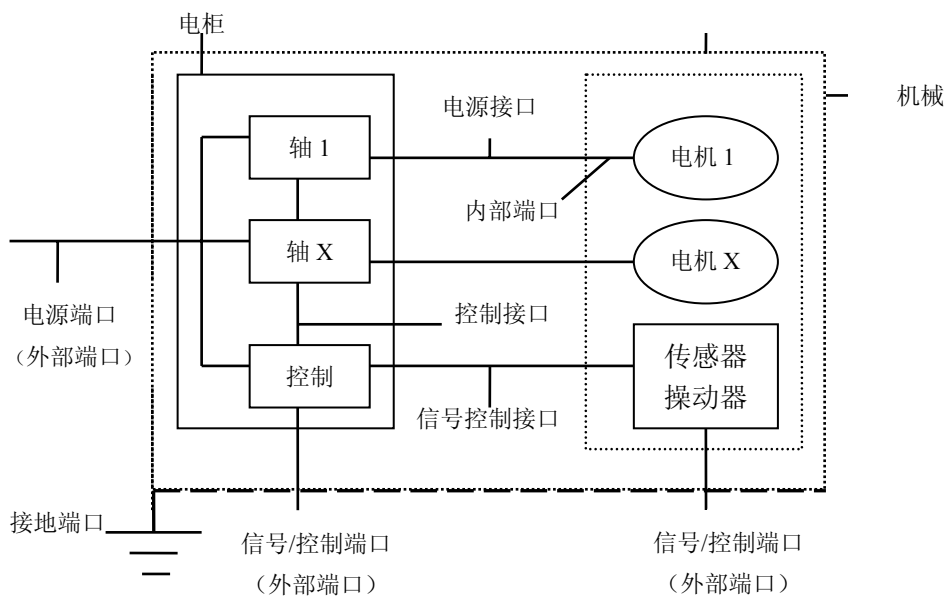 电柜
机械
电源接口
轴 1
电机 1
内部端口
轴 X
电机 X
电源端口
（外部端口）
控制接口
传感器
操动器
控制
信号控制接口
接地端口
信号/控制端口
（外部端口）
信号/控制端口
（外部端口）